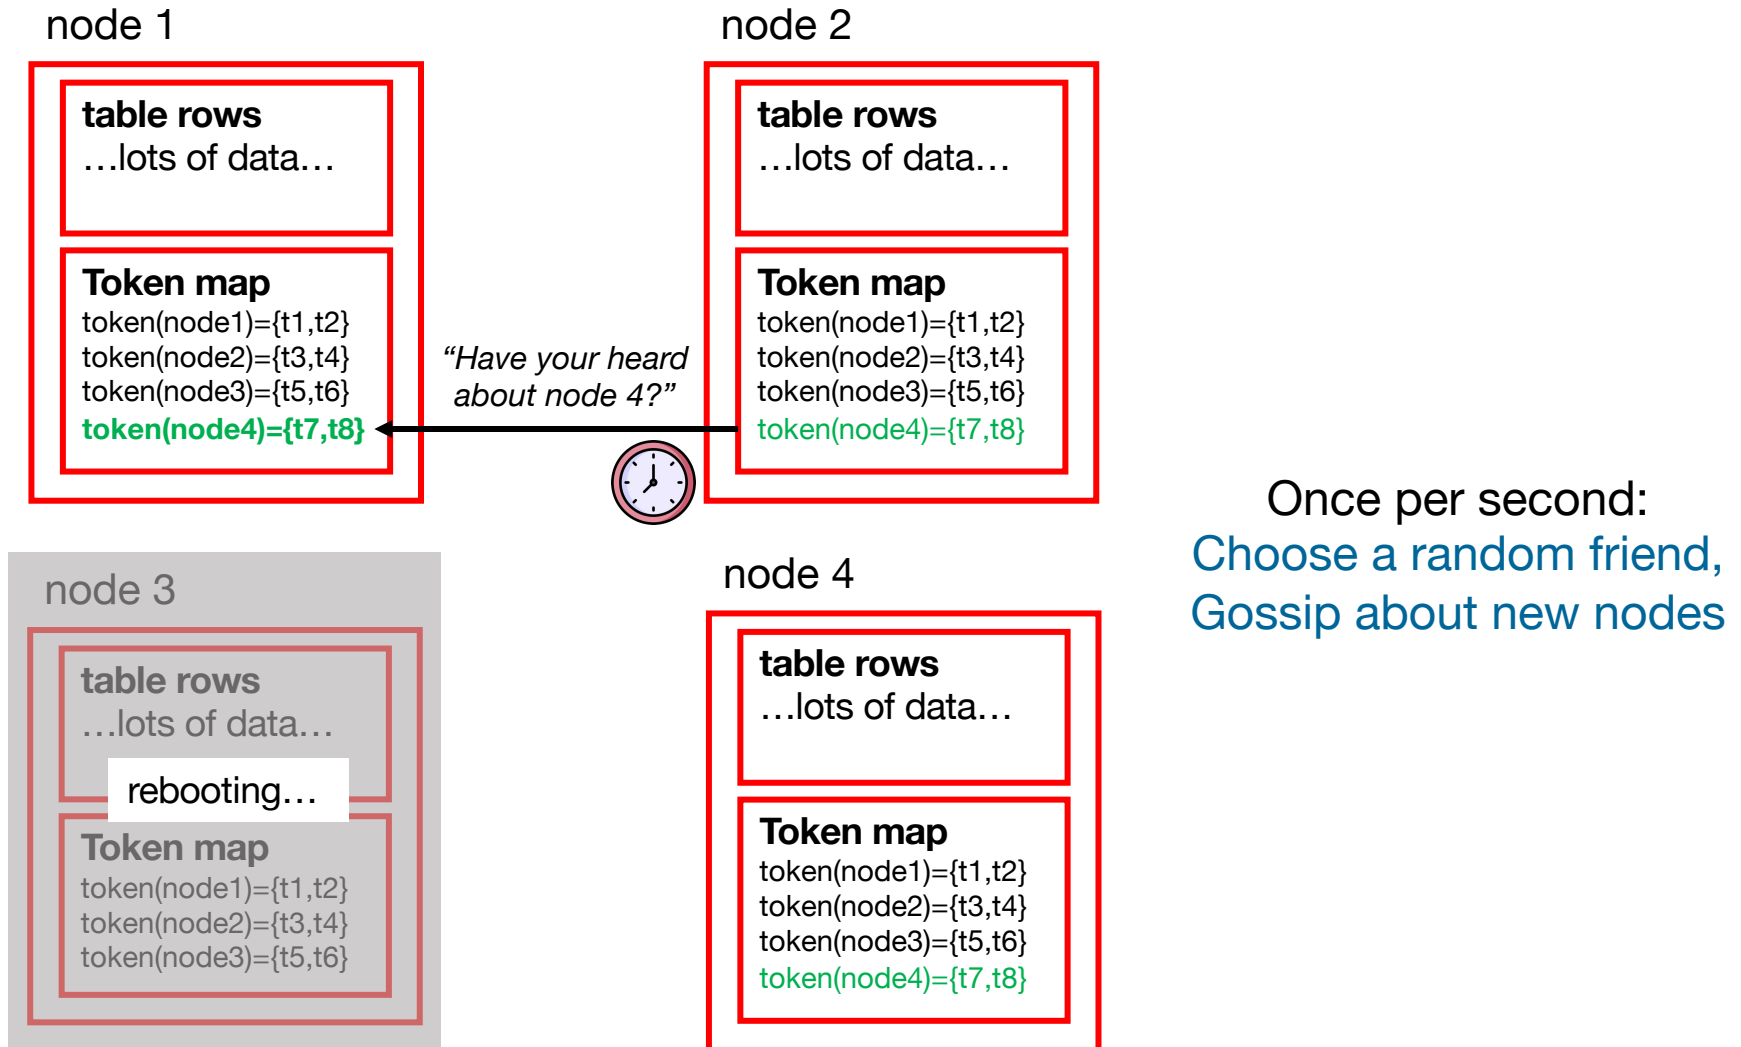 node 1
table rows
…lots of data…
Token map
token(node1)={t1,t2}
token(node2)={t3,t4}
token(node3)={t5,t6}
token(node4)={t7,t8}
“Have your heard
about node 4?”
node 2
table rows
…lots of data…
Token map
token(node1)={t1,t2}
token(node2)={t3,t4}
token(node3)={t5,t6}
token(node4)={t7,t8}
node 3
table rows
…lots of data…
rebooting…
Token map
token(node1)={t1,t2}
token(node2)={t3,t4}
token(node3)={t5,t6}
node 4
table rows
…lots of data…
Token map
token(node1)={t1,t2}
token(node2)={t3,t4}
token(node3)={t5,t6}
token(node4)={t7,t8}
Once per second:
Choose a random friend,
Gossip about new nodes